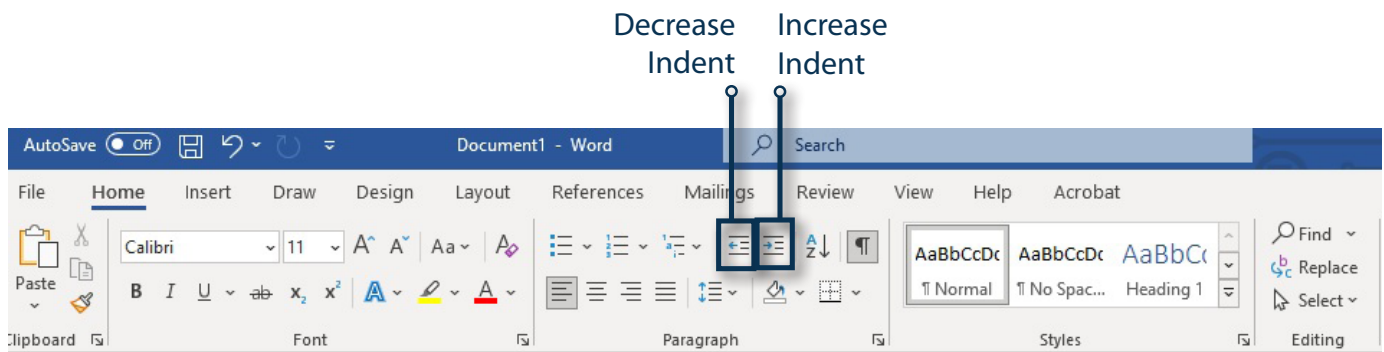 Decrease Indent
Increase Indent
AutoSave Off Document1 - Word Search
File Home Insert Draw Design Layout References Mailings Review View Help Acrobat
Paste
Calibri 11 A^ A˅ Aa A
B I U ab x₂ x² A A
AaBbCcDc AaBbCcDc AaBbC
¶ Normal ¶ No Spac... Heading 1
Find
Replace
Select
Clipboard Font Paragraph Styles Editing